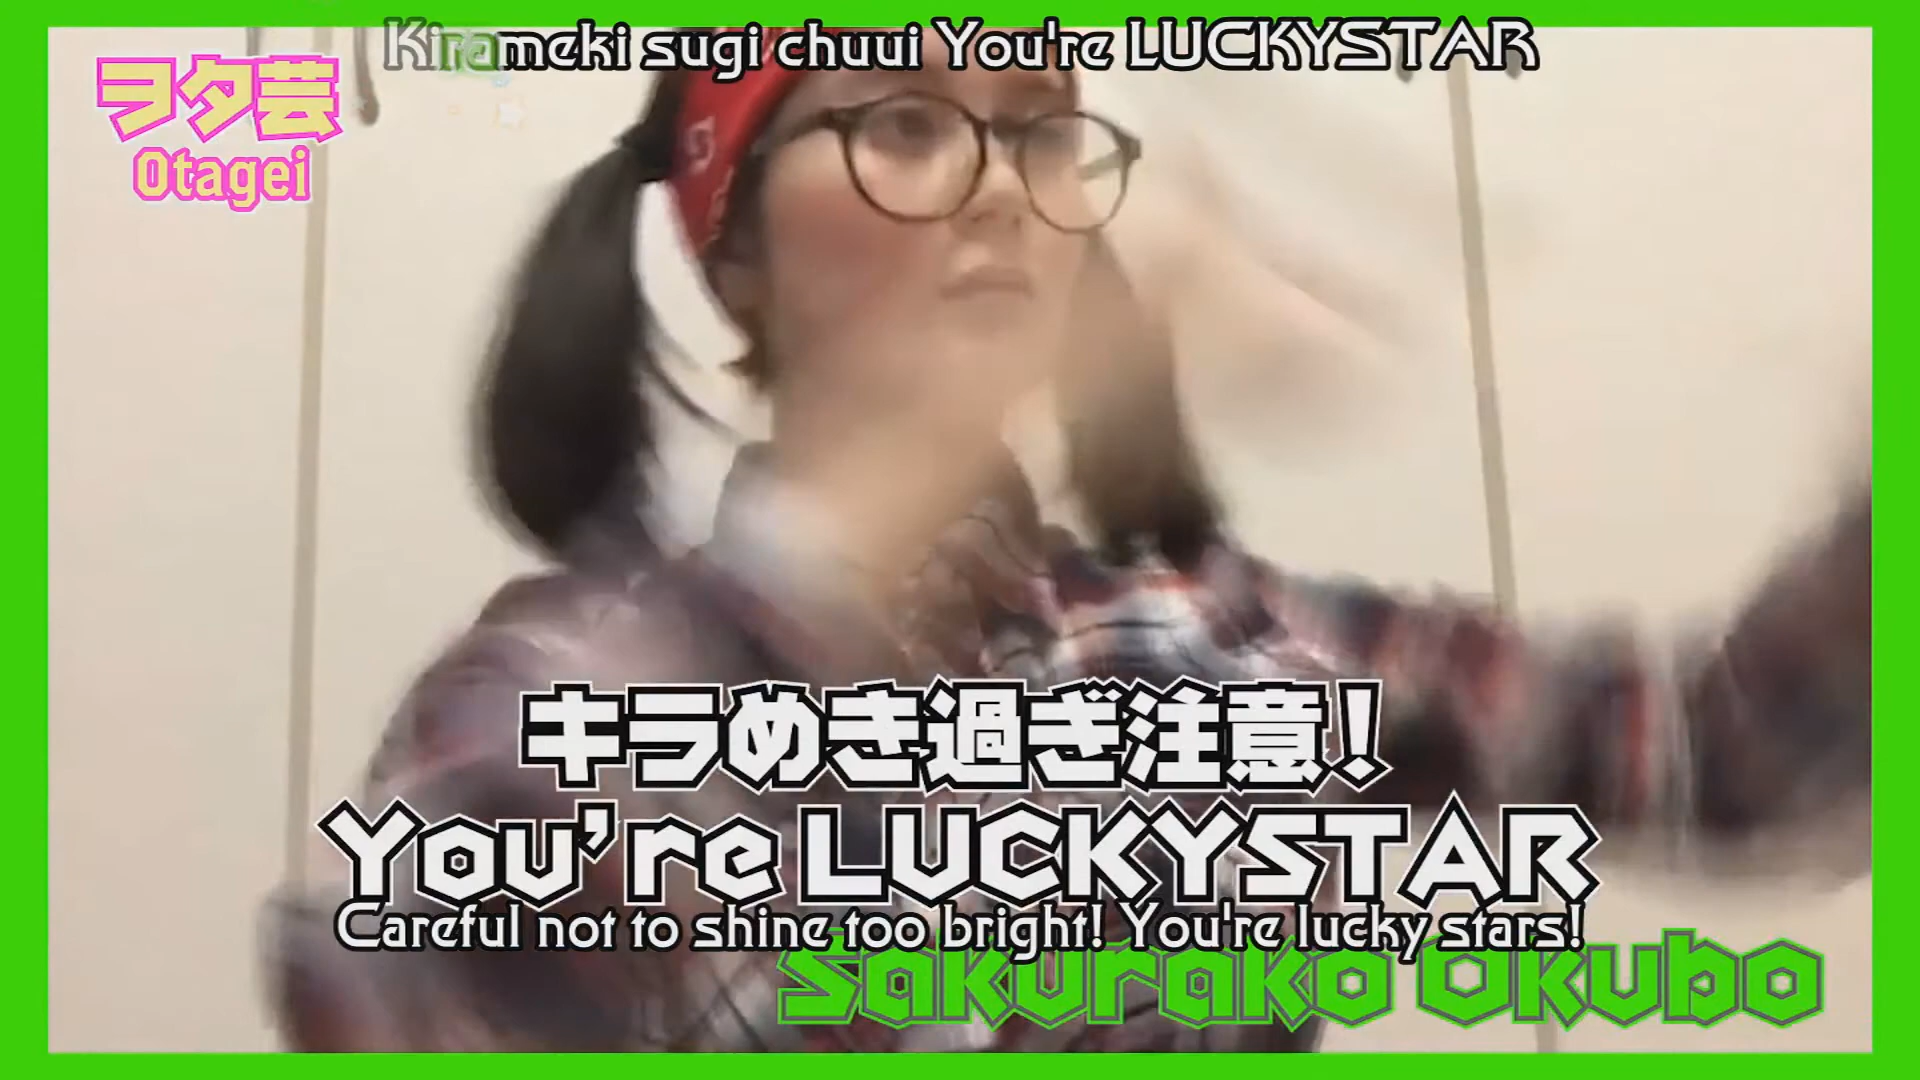 Kirameki sugi chuui You're LUCKYSTAR
ヲタ芸
Otagei
キラめき過ぎ注意！
You're LUCKYSTAR
Careful not to shine too bright! You're lucky stars!
Sakurako Okubo